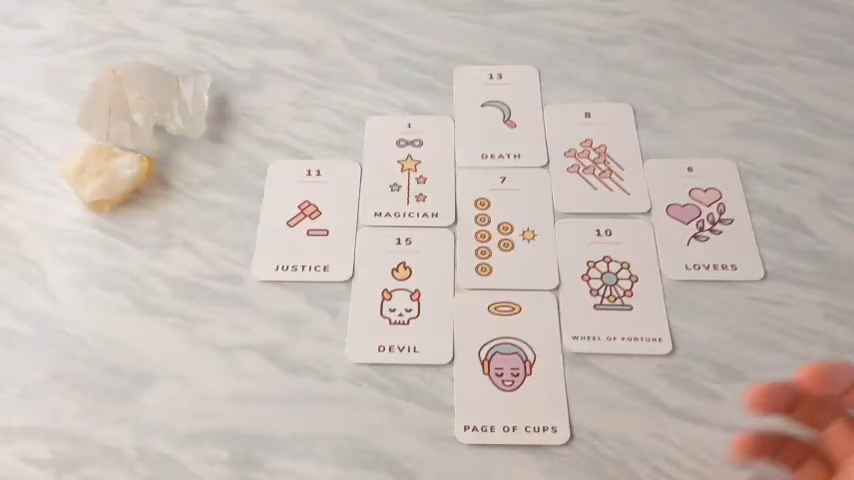 13
DEATH
1
MAGICIAN
8
11
JUSTICE
7
6
LOVERS
15
DEVIL
10
WHEEL OF FORTUNE
PAGE OF CUPS